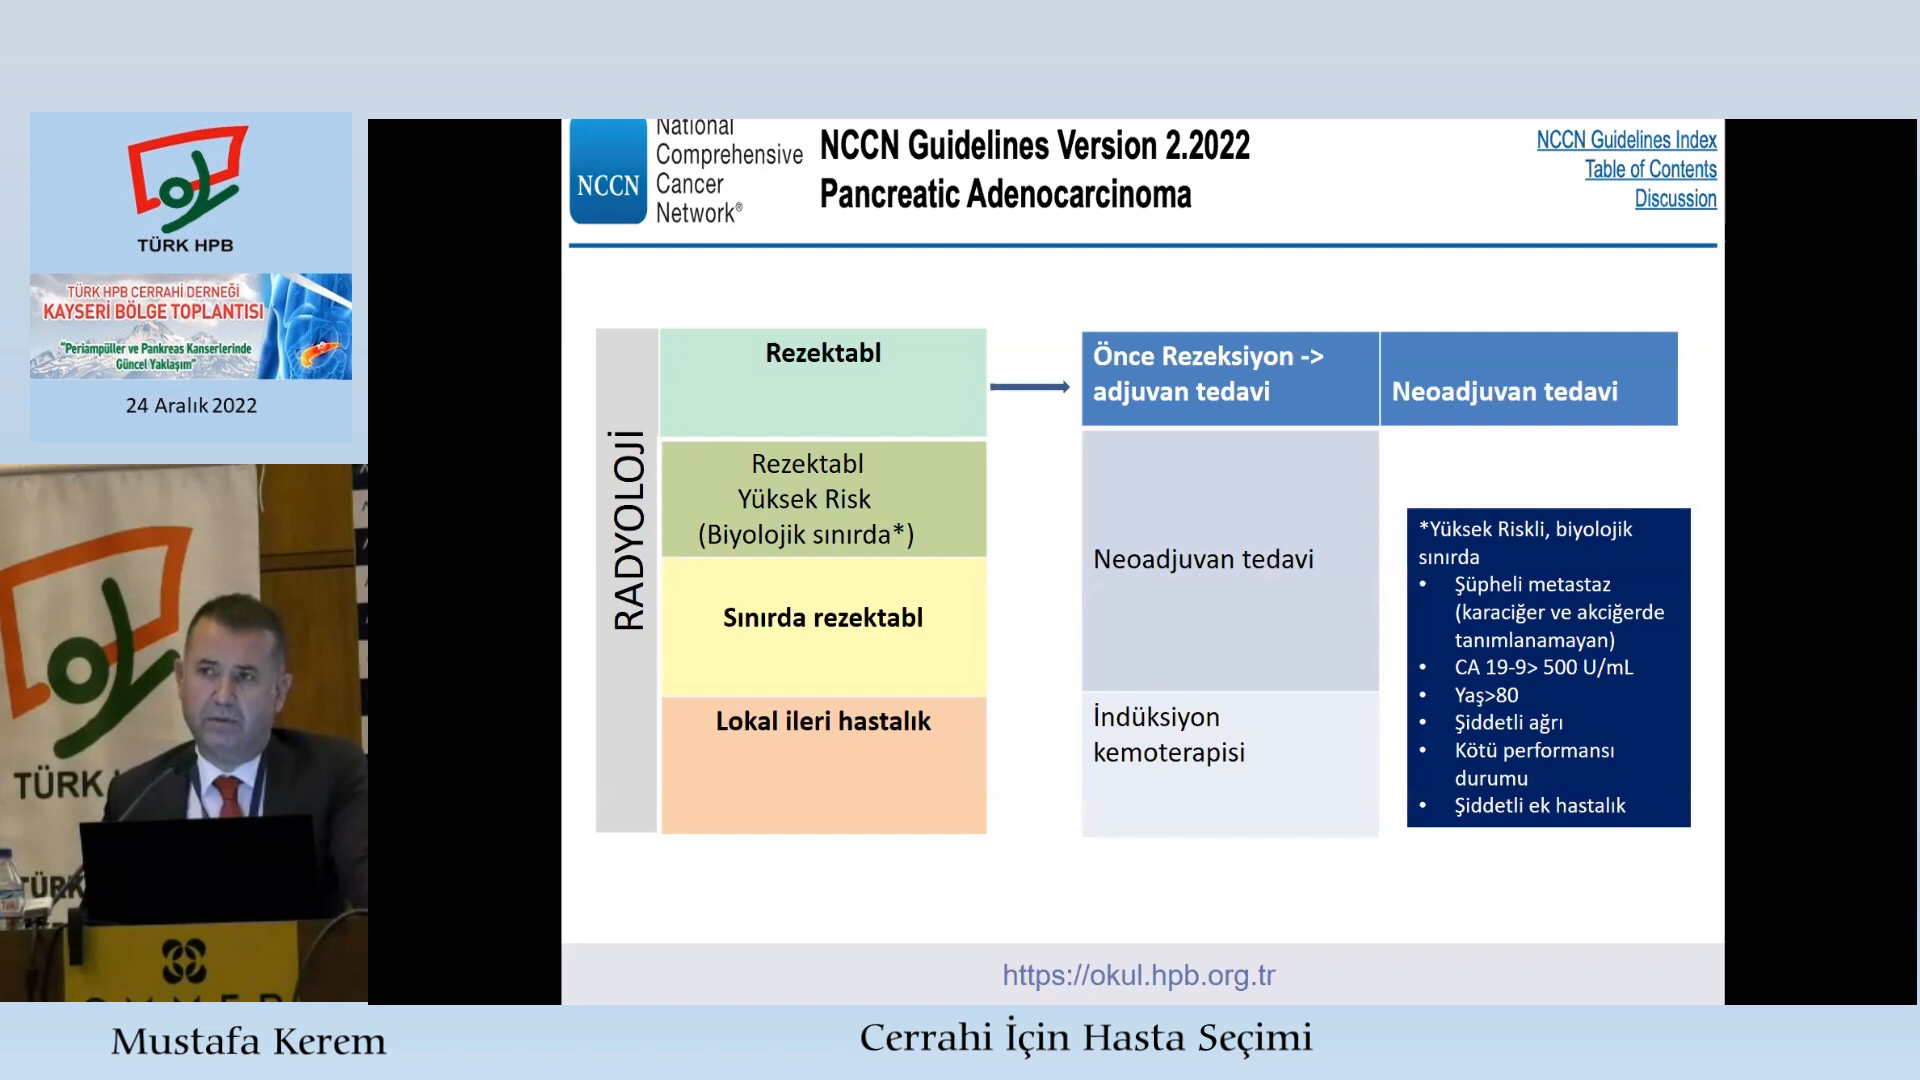 TÜRK HPB
TÜRK HPB CERRAHİ DERNEĞİ
KAYSERİ BÖLGE TOPLANTISI
"Periampüller ve Pankreas Kanserlerinde
Güncel Yaklaşım"
24 Aralık 2022
TÜRK
TÜRK
NCCN
National
Comprehensive
Cancer
Network®
NCCN Guidelines Version 2.2022
Pancreatic Adenocarcinoma
NCCN Guidelines Index
Table of Contents
Discussion
RADYOLOJİ
Rezektabl
Rezektabl
Yüksek Risk
(Biyolojik sınırda*)
Sınırda rezektabl
Lokal ileri hastalık
Önce Rezeksiyon ->
adjuvan tedavi
Neoadjuvan tedavi
Neoadjuvan tedavi
İndüksiyon
kemoterapisi
*Yüksek Riskli, biyolojik
sınırda
• Şüpheli metastaz
(karaciğer ve akciğerde
tanımlanamayan)
• CA 19-9> 500 U/mL
• Yaş>80
• Şiddetli ağrı
• Kötü performansı
durumu
• Şiddetli ek hastalık
https://okul.hpb.org.tr
Mustafa Kerem
Cerrahi İçin Hasta Seçimi